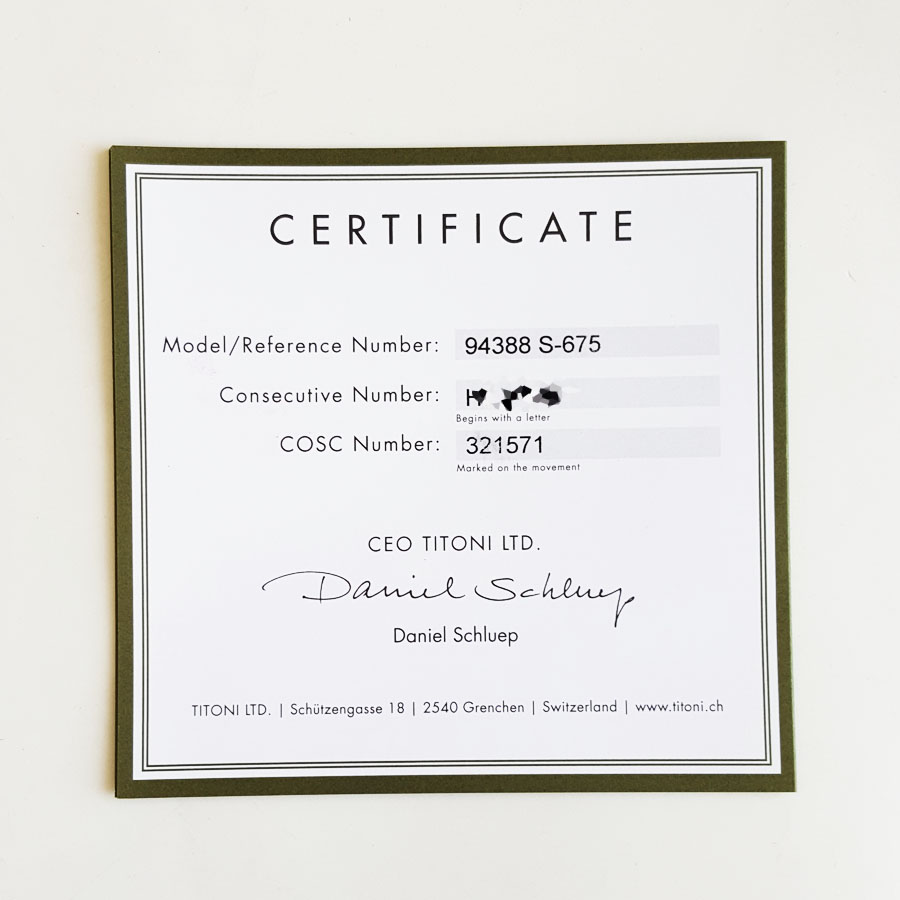 CERTIFICATE
Model/Reference Number: 94388 S-675
Consecutive Number: H
Begins with a letter
COSC Number: 321571
Marked on the movement
CEO TITONI LTD.
Daniel Schluep
Daniel Schluep
TITONI LTD. | Schützengasse 18 | 2540 Grenchen | Switzerland | www.titoni.ch